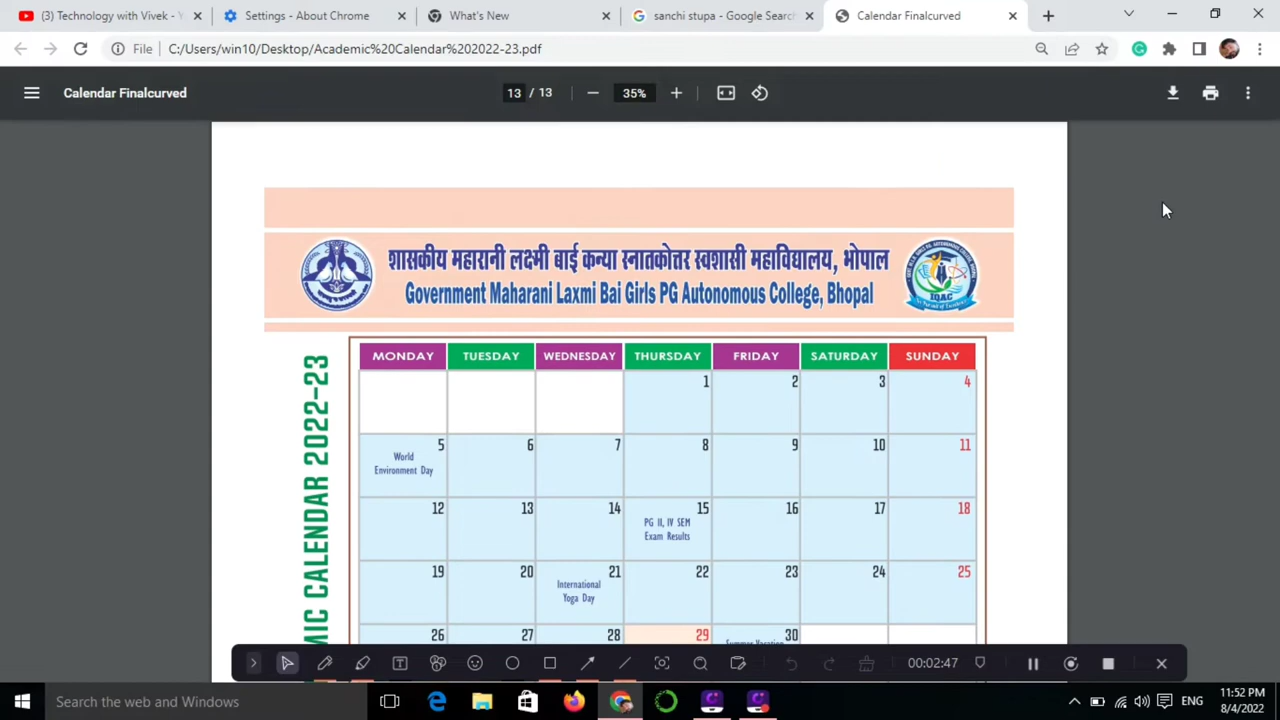 (3) Technology with Vivek - Y
Settings - About Chrome
What's New
sanchi stupa - Google Search
Calendar Finalcurved
File
C:/Users/win10/Desktop/Academic%20Calendar%202022-23.pdf
Calendar Finalcurved
13 / 13
35%
शासकीय महारानी लक्ष्मी बाई कन्या स्नातकोत्तर स्वशासी महाविद्यालय, भोपाल
Government Maharani Laxmi Bai Girls PG Autonomous College, Bhopal
IQAC
MIC CALENDAR 2022-23
MONDAY TUESDAY WEDNESDAY THURSDAY FRIDAY SATURDAY SUNDAY
1 2 3 4
5 6 7 8 9 10 11
World
Environment Day
12 13 14 15 16 17 18
PG II, IV SEM
Exam Results
19 20 21 22 23 24 25
International
Yoga Day
26 27 28 29 30
Summer Vacation
00:02:47
Search the web and Windows
ENG
11:52 PM
8/4/2022